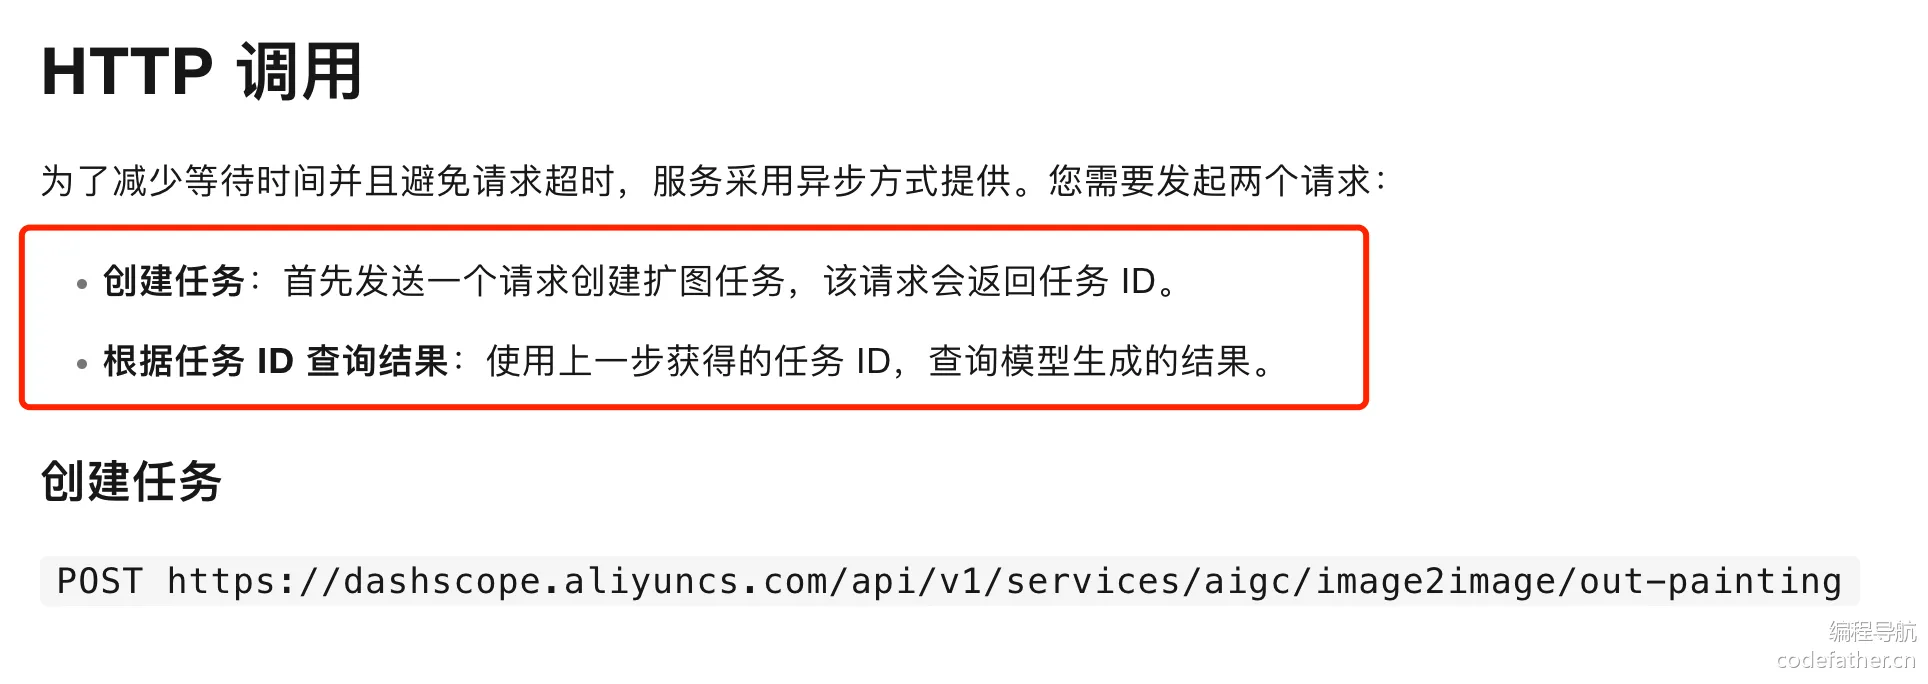 HTTP 调用
为了减少等待时间并且避免请求超时，服务采用异步方式提供。您需要发起两个请求：
• 创建任务：首先发送一个请求创建扩图任务，该请求会返回任务 ID。
• 根据任务 ID 查询结果：使用上一步获得的任务 ID，查询模型生成的结果。
创建任务
POST https://dashscope.aliyuncs.com/api/v1/services/aigc/image2image/out-painting
编程导航
codefather.cn